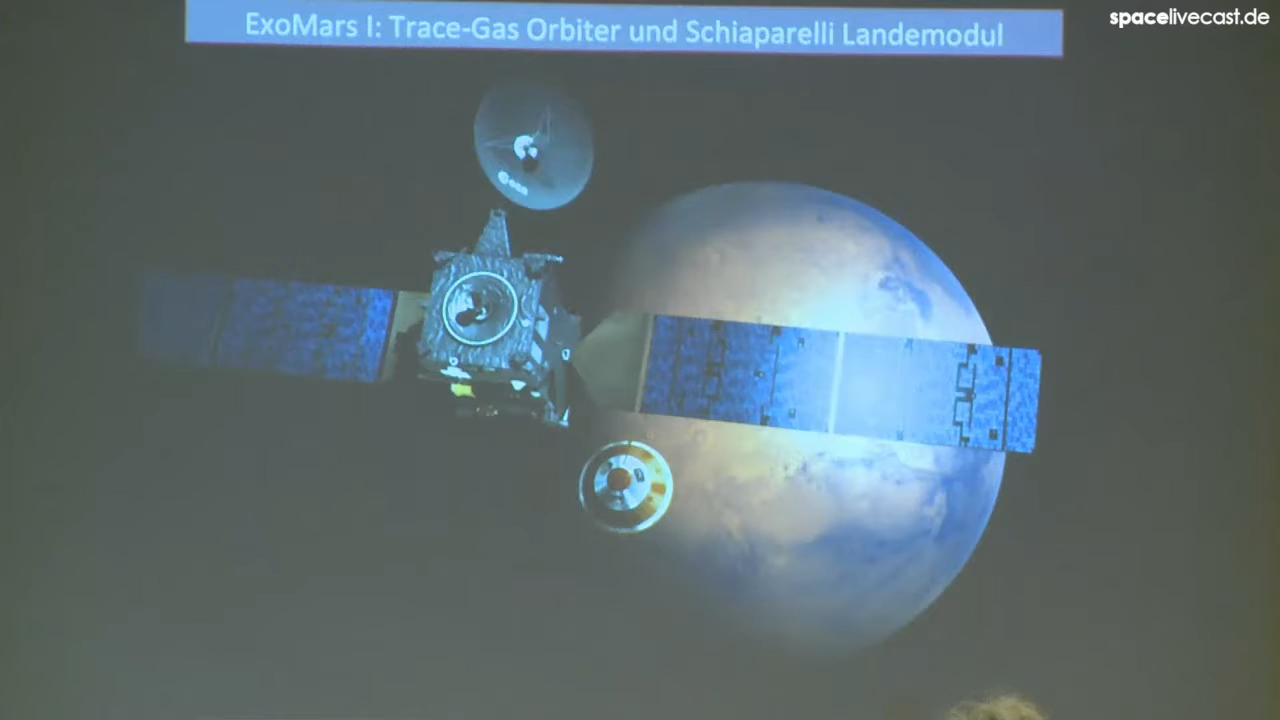 ExoMars I: Trace-Gas Orbiter und Schiaparelli Landemodul
spacelivecast.de
esa